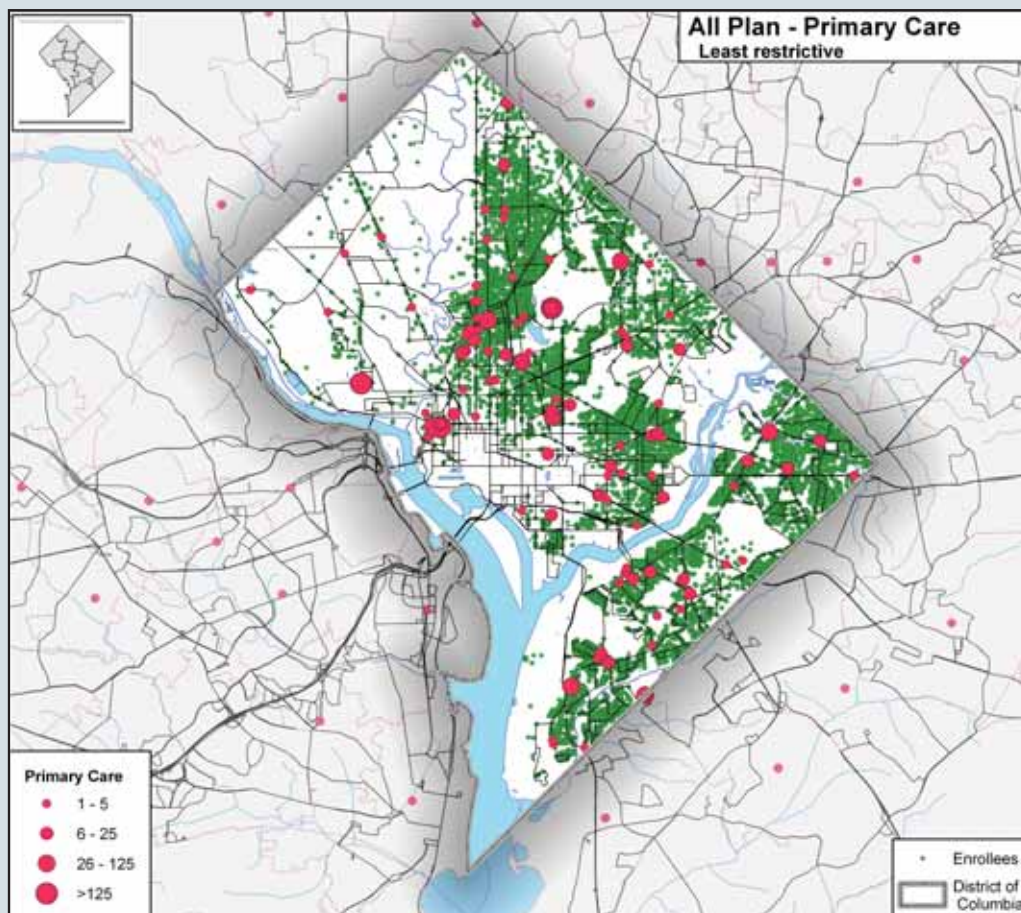 All Plan - Primary Care
Least restrictive
Primary Care
1 - 5
6 - 25
26 - 125
>125
Enrollees
District of
Columbia